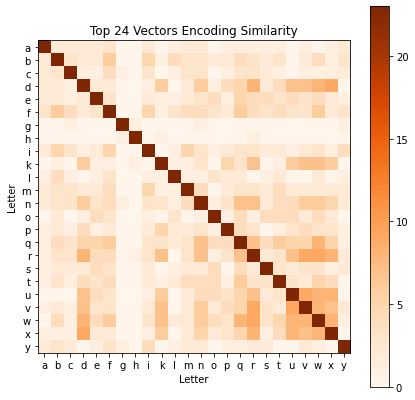 Top 24 Vectors Encoding Similarity
a
b
c
d
e
f
g
h
i
k
l
m
n
o
p
q
r
s
t
u
v
w
x
y
Letter
a b c d e f g h i k l m n o p q r s t u v w x y
Letter
20
15
10
5
0